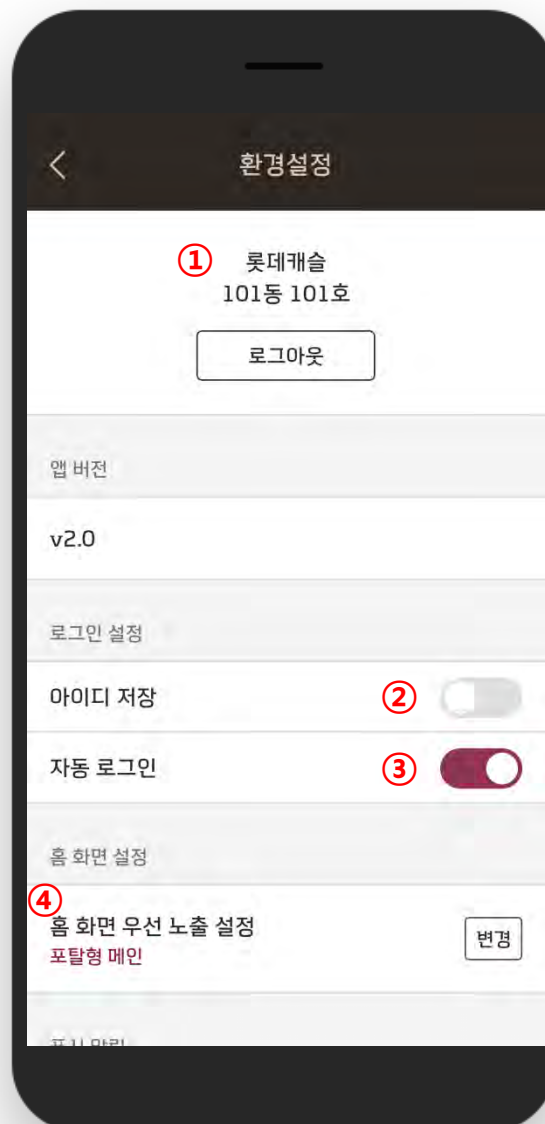 환경설정
① 롯데캐슬
101동 101호
로그아웃
앱 버전
v2.0
로그인 설정
아이디 저장 ②
자동 로그인 ③
홈 화면 설정
④
홈 화면 우선 노출 설정
포탈형 메인
변경